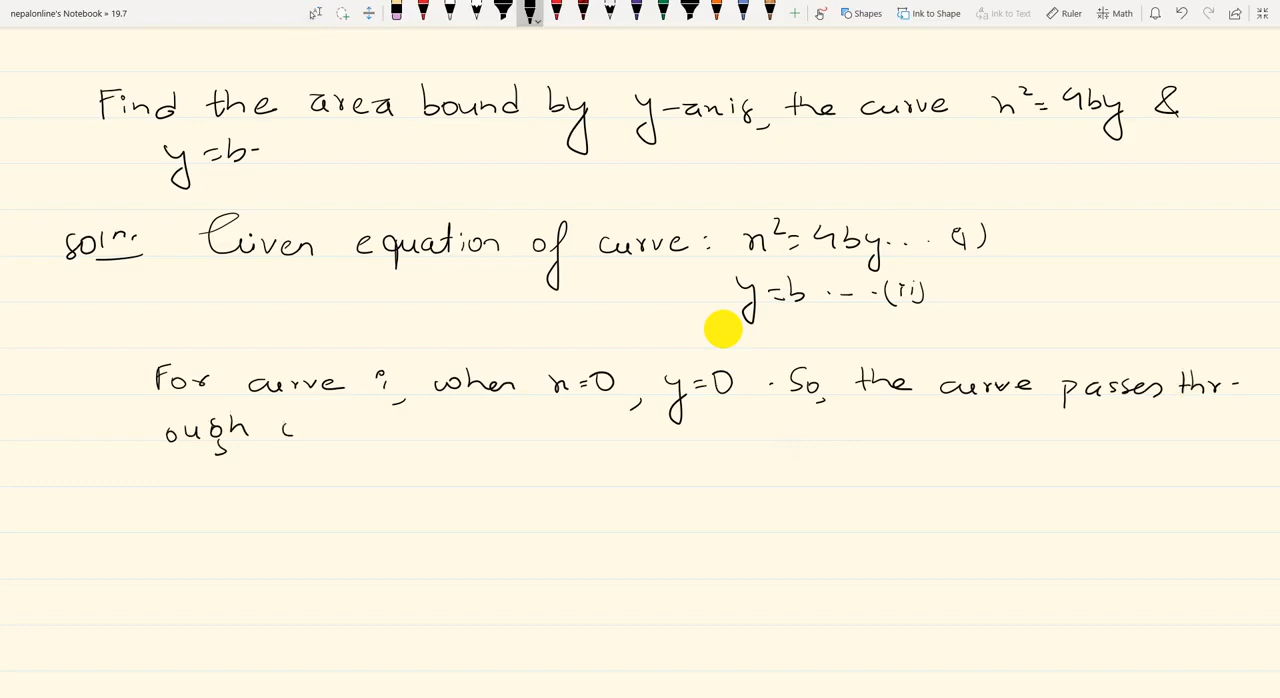 nepalonline's Notebook » 19.7
Shapes Ink to Shape Ink to Text Ruler Math
Find the area bound by y-axis, the curve x² = 4by &
y = b.
Soln. Given equation of curve: x² = 4by ... (i)
y = b ... (ii)
For curve i, when x = 0, y = 0. So, the curve passes thr-
ough